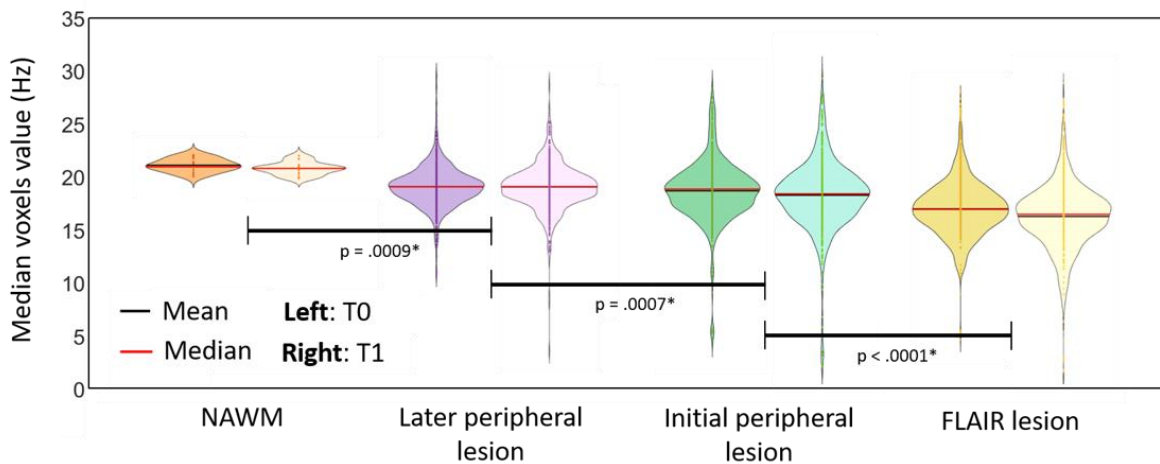 Median voxels value (Hz)
35
30
25
20
15
10
5
0
p = .0009*
p = .0007*
p < .0001*
Mean Left: T0
Median Right: T1
NAWM
Later peripheral
lesion
Initial peripheral
lesion
FLAIR lesion